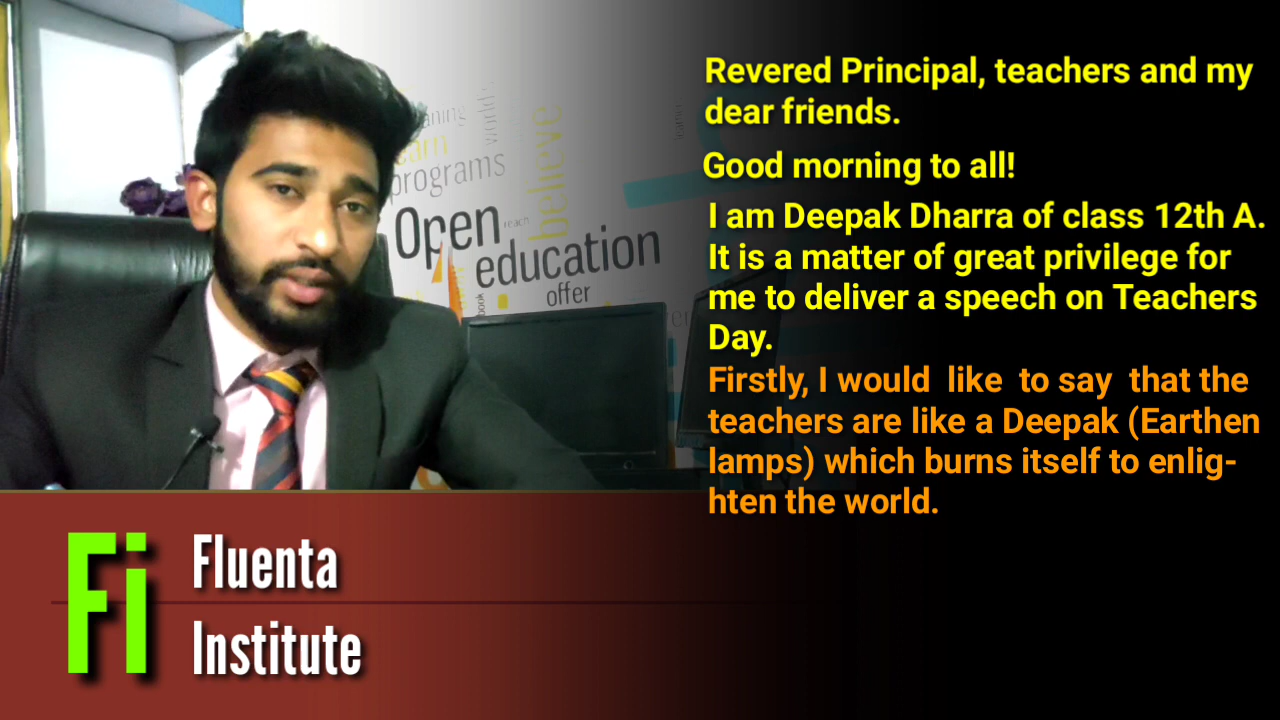 Revered Principal, teachers and my
dear friends.
Good morning to all!
I am Deepak Dharra of class 12th A.
It is a matter of great privilege for
me to deliver a speech on Teachers
Day.
Firstly, I would like to say that the
teachers are like a Deepak (Earthen
lamps) which burns itself to enlig-
hten the world.
programs
believe
Open
reach
education
offer
Fi
Fluenta
Institute